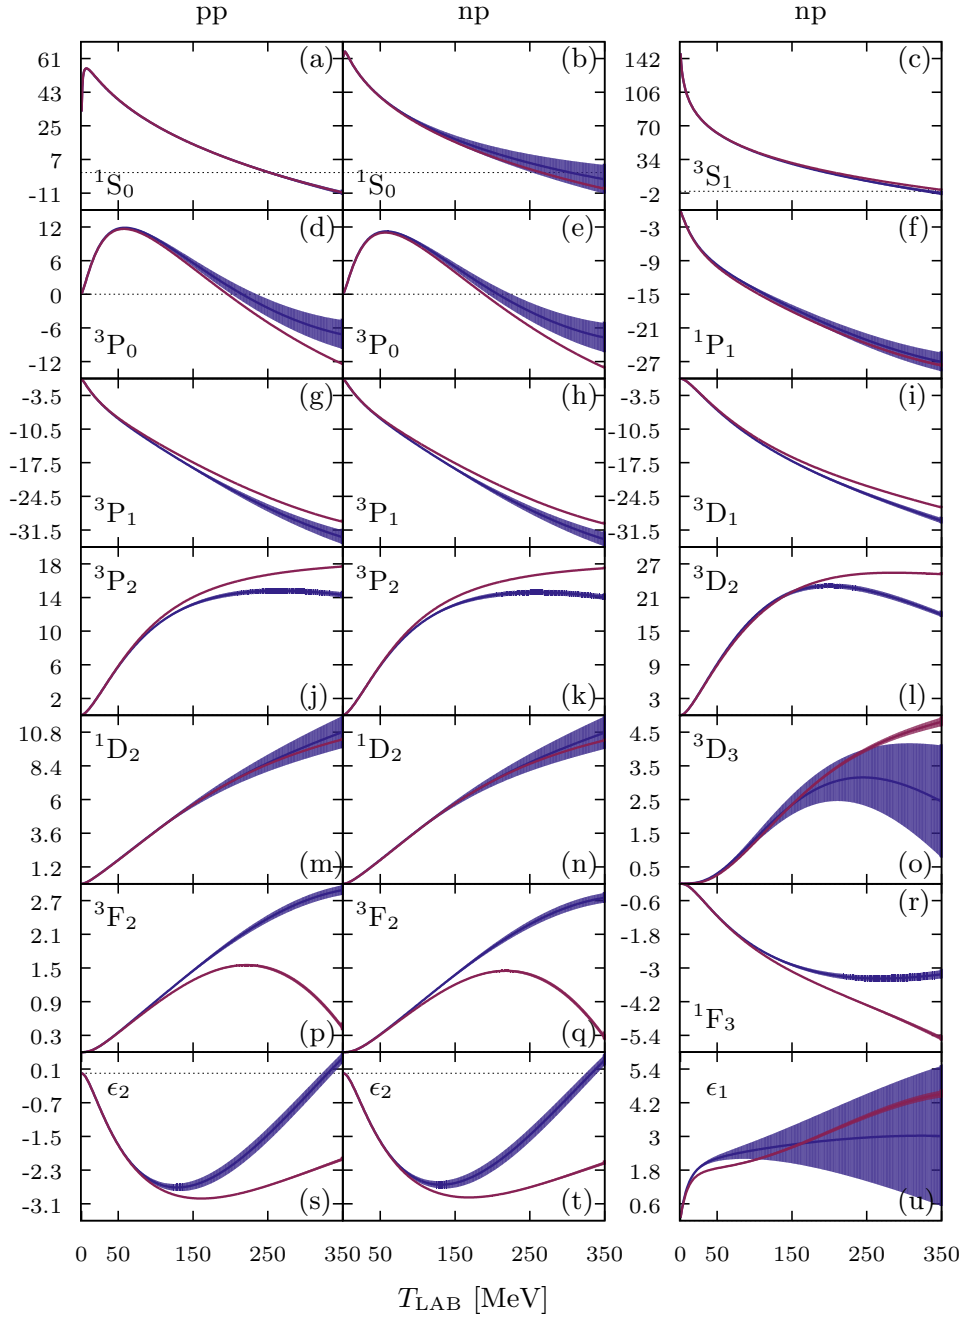 pp np np
61 43 25 7 -11 (a) ¹S₀
(b) ¹S₀
142 106 70 34 -2 (c) ³S₁
12 6 0 -6 -12 (d) ³P₀
(e) ³P₀
-3 -9 -15 -21 -27 (f) ¹P₁
-3.5 -10.5 -17.5 -24.5 -31.5 (g) ³P₁
(h) ³P₁
-3.5 -10.5 -17.5 -24.5 -31.5 (i) ³D₁
18 14 10 6 2 ³P₂ (j)
³P₂ (k)
27 21 15 9 3 ³D₂ (l)
10.8 8.4 6 3.6 1.2 ¹D₂ (m)
¹D₂ (n)
4.5 3.5 2.5 1.5 0.5 ³D₃ (o)
2.7 2.1 1.5 0.9 0.3 ³F₂ (p)
³F₂ (q)
-0.6 -1.8 -3 -4.2 -5.4 (r) ¹F₃
0.1 -0.7 -1.5 -2.3 -3.1 ϵ₂ (s)
ϵ₂ (t)
5.4 4.2 3 1.8 0.6 ϵ₁ (u)
0 50 150 250 350 50 150 250 350 0 50 150 250 350
T_LAB [MeV]